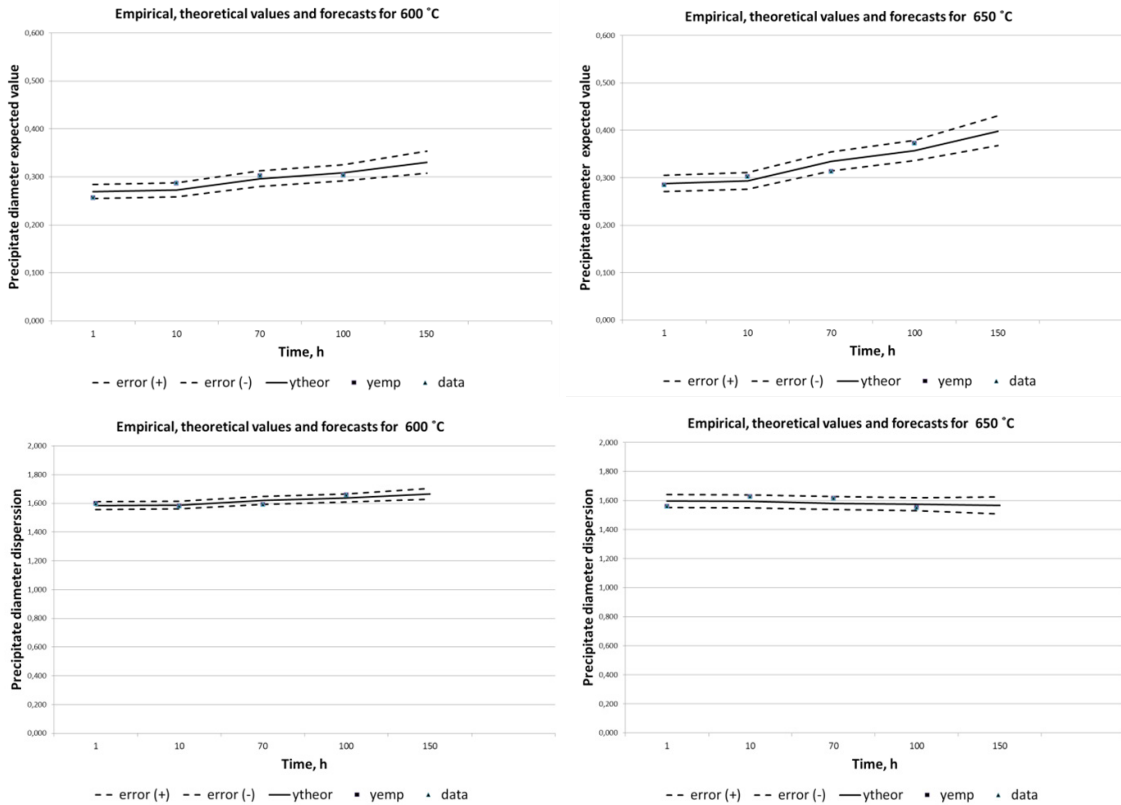 Empirical, theoretical values and forecasts for 600 ˚C
Precipitate diameter expected value
0,600
0,500
0,400
0,300
0,200
0,100
0,000
1 10 70 100 150
Time, h
error (+) error (-) ytheor yemp data
Empirical, theoretical values and forecasts for 650 ˚C
Precipitate diameter expected value
0,600
0,500
0,400
0,300
0,200
0,100
0,000
1 10 70 100 150
Time, h
error (+) error (-) ytheor yemp data
Empirical, theoretical values and forecasts for 600 ˚C
Precipitate diameter disperssion
2,000
1,800
1,600
1,400
1,200
1,000
0,800
0,600
0,400
0,200
0,000
1 10 70 100 150
Time, h
error (+) error (-) ytheor yemp data
Empirical, theoretical values and forecasts for 650 ˚C
Precipitate diameter dispersion
2,000
1,800
1,600
1,400
1,200
1,000
0,800
0,600
0,400
0,200
0,000
1 10 70 100 150
Time, h
error (+) error (-) ytheor yemp data